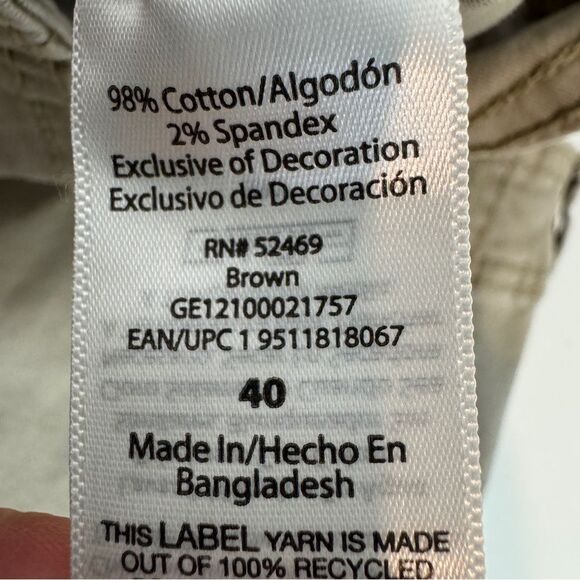 98% Cotton/Algodón
2% Spandex
Exclusive of Decoration
Exclusivo de Decoración
RN# 52469
Brown
GE12100021757
EAN/UPC 1 9511818067
40
Made In/Hecho En
Bangladesh
THIS LABEL YARN IS MADE
OUT OF 100% RECYCLED